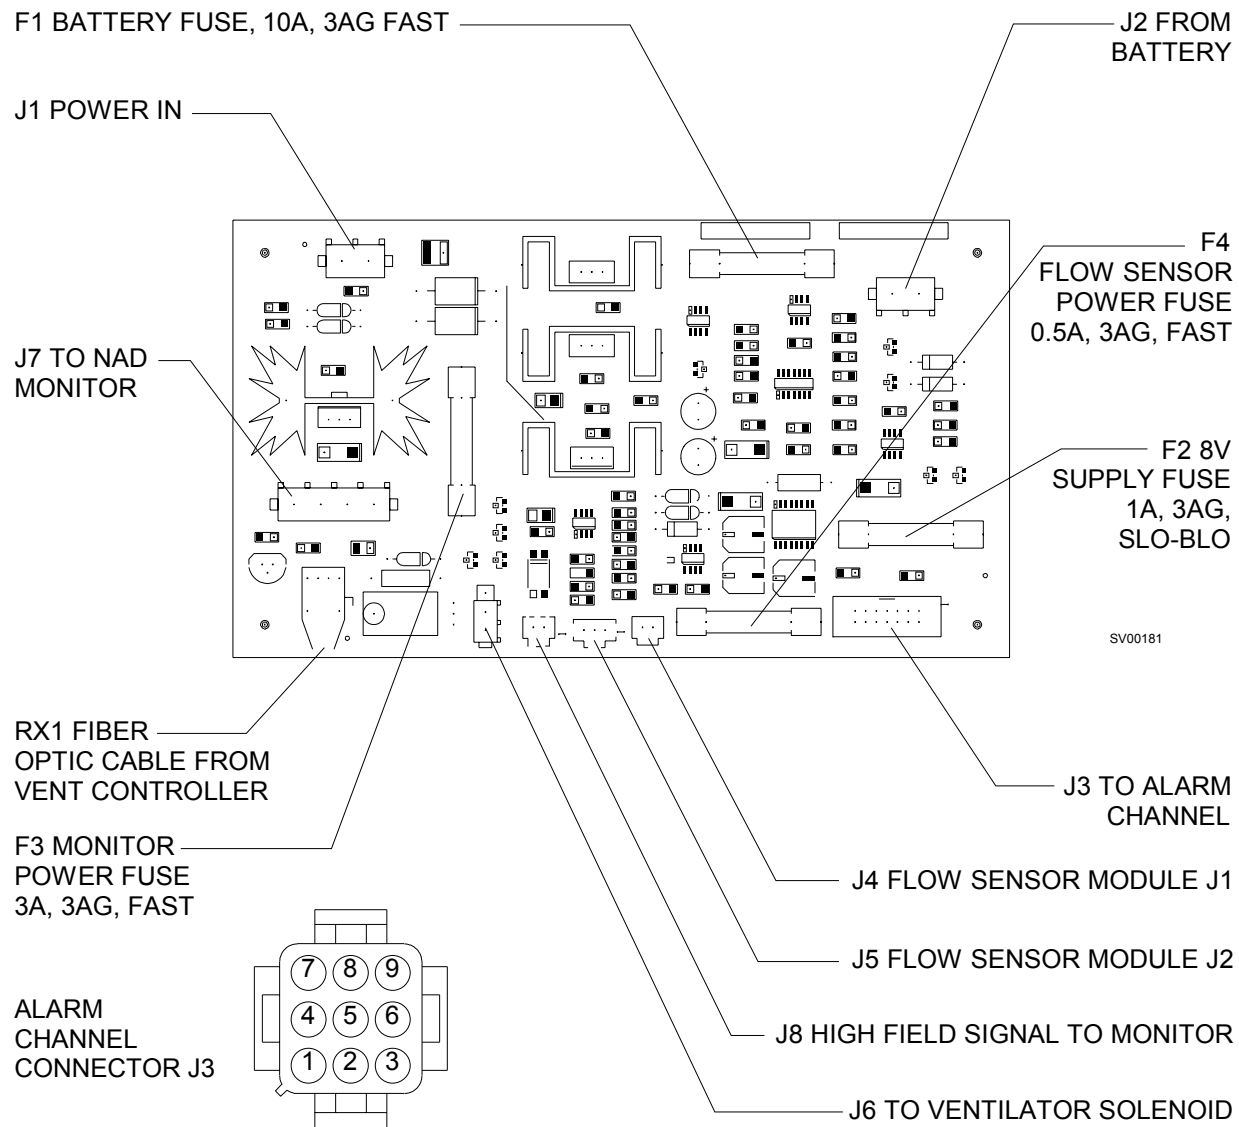 F1 BATTERY FUSE, 10A, 3AG FAST
J2 FROM
BATTERY
J1 POWER IN
F4
FLOW SENSOR
POWER FUSE
0.5A, 3AG, FAST
J7 TO NAD
MONITOR
F2 8V
SUPPLY FUSE
1A, 3AG,
SLO-BLO
+
+
SV00181
RX1 FIBER
OPTIC CABLE FROM
VENT CONTROLLER
J3 TO ALARM
CHANNEL
F3 MONITOR
POWER FUSE
3A, 3AG, FAST
J4 FLOW SENSOR MODULE J1
J5 FLOW SENSOR MODULE J2
7 8 9
4 5 6
1 2 3
ALARM
CHANNEL
CONNECTOR J3
J8 HIGH FIELD SIGNAL TO MONITOR
J6 TO VENTILATOR SOLENOID